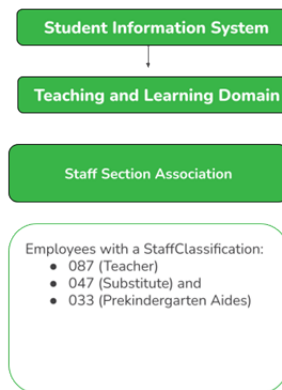 Student Information System
Teaching and Learning Domain
Staff Section Association
Employees with a StaffClassification:
● 087 (Teacher)
● 047 (Substitute) and
● 033 (Prekindergarten Aides)